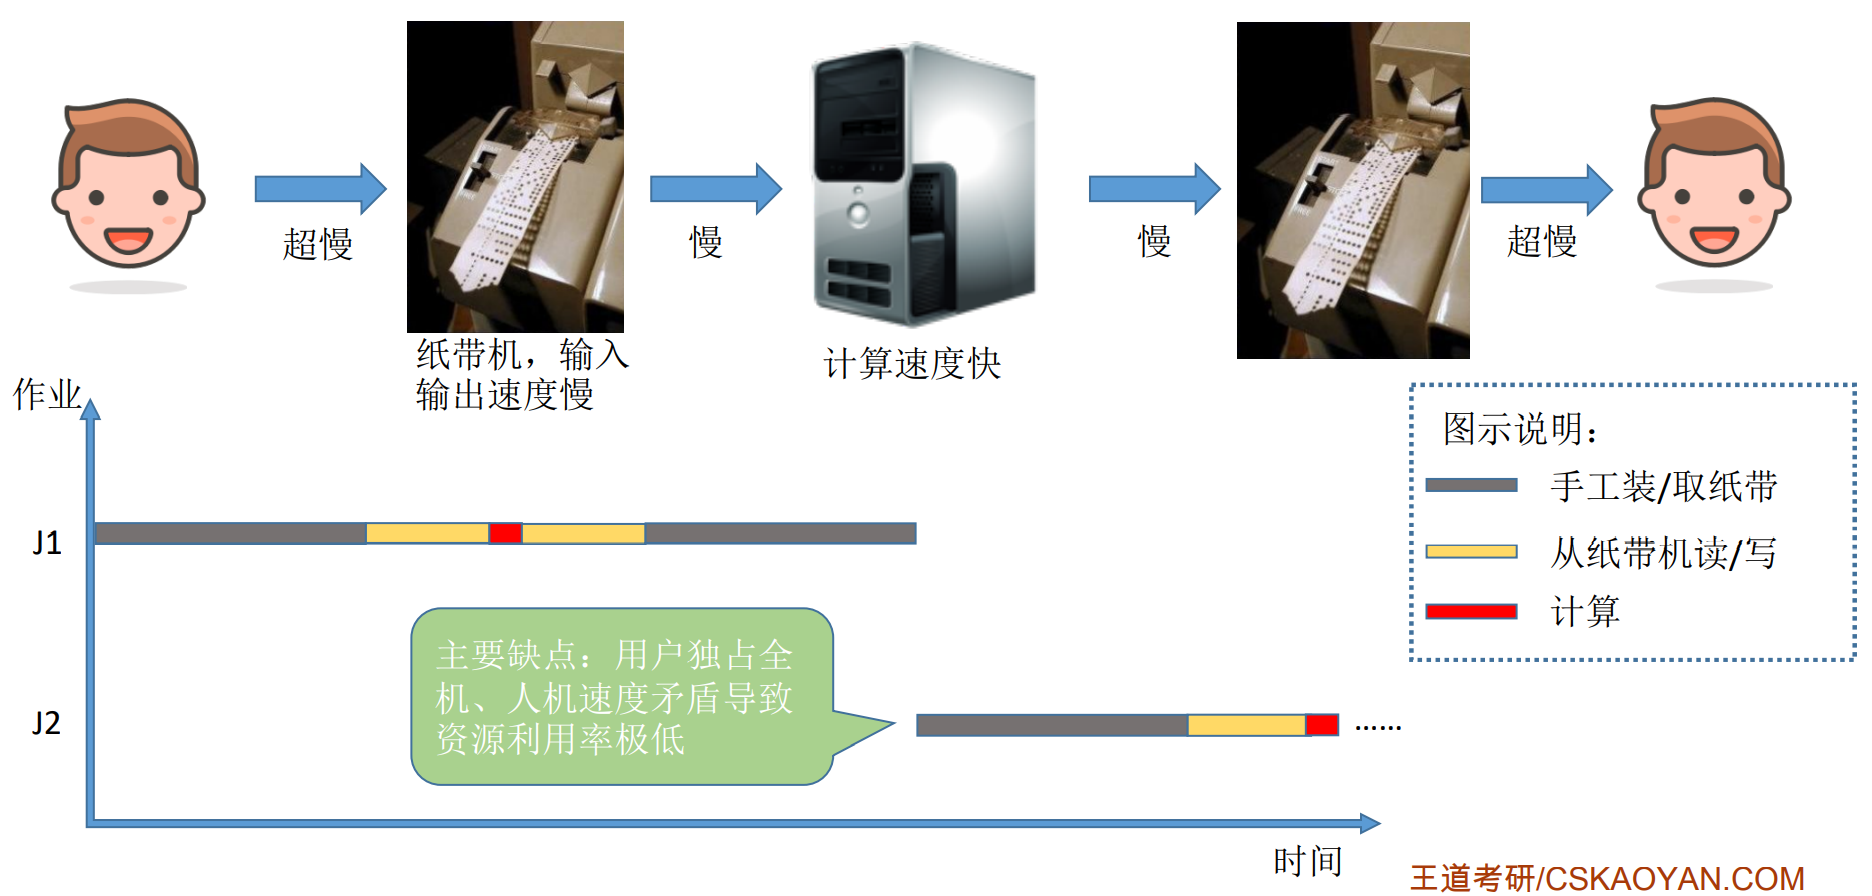 超慢
慢
慢
超慢
纸带机，输入
输出速度慢
计算速度快
作业
图示说明：
手工装/取纸带
从纸带机读/写
计算
J1
主要缺点：用户独占全
机、人机速度矛盾导致
资源利用率极低
J2
......
时间
王道考研/CSKAOYAN.COM